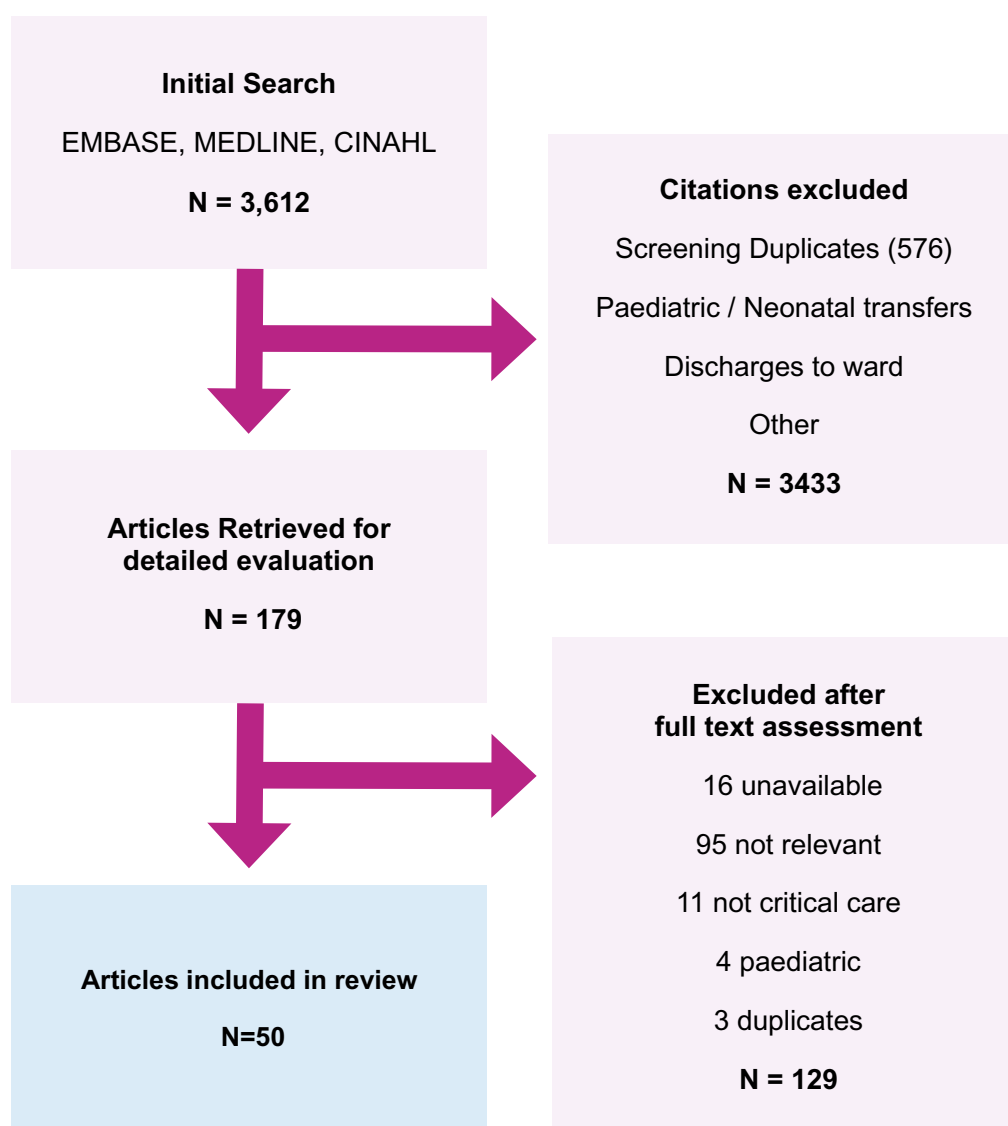 Initial Search
EMBASE, MEDLINE, CINAHL
N = 3,612
Citations excluded
Screening Duplicates (576)
Paediatric / Neonatal transfers
Discharges to ward
Other
N = 3433
Articles Retrieved for
detailed evaluation
N = 179
Excluded after
full text assessment
16 unavailable
95 not relevant
11 not critical care
4 paediatric
3 duplicates
N = 129
Articles included in review
N=50